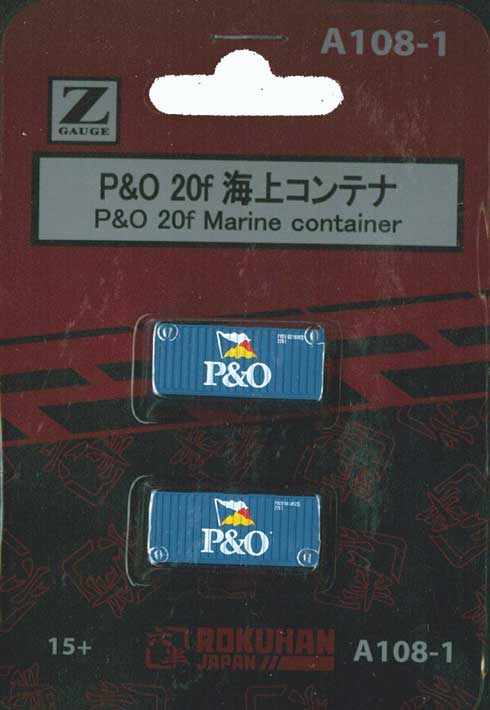 A108-1
Z
GAUGE
P&O 20f 海上コンテナ
P&O 20f Marine container
P&O
P&O
15+
ROKUHAN
JAPAN
A108-1